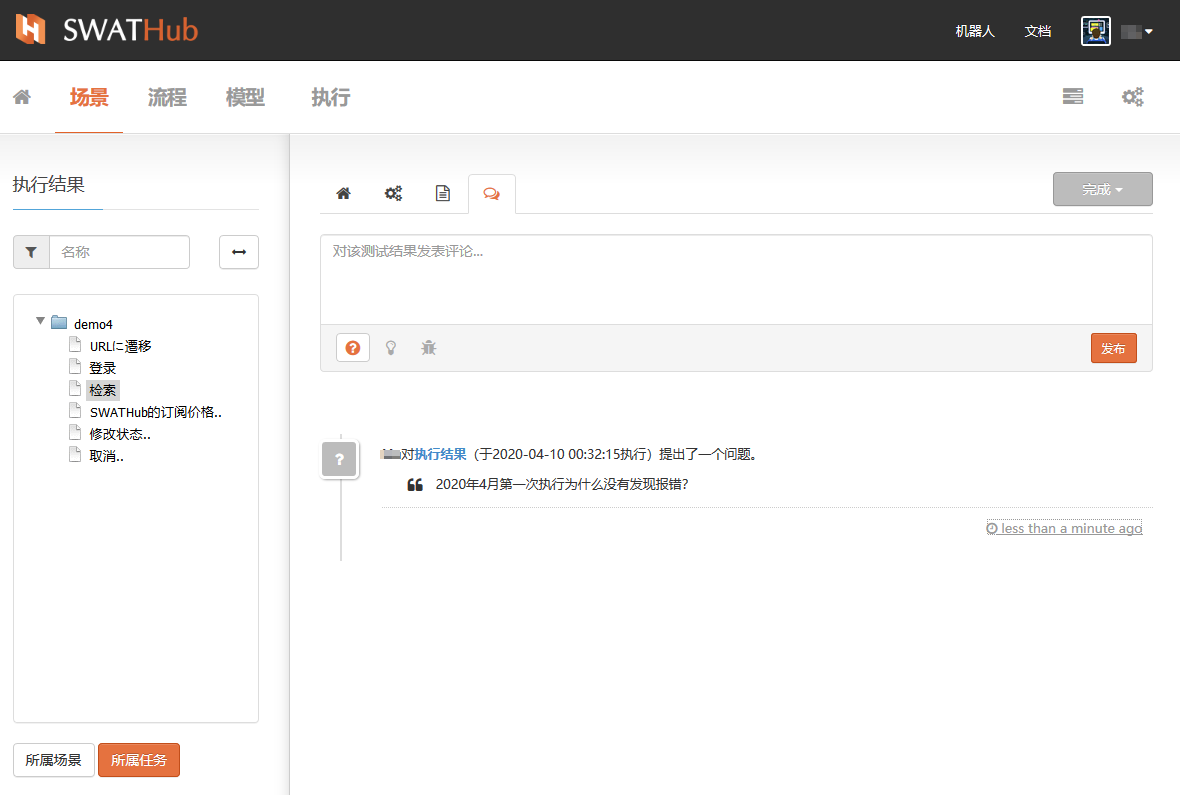 SWATHub
机器人 文档
场景 流程 模型 执行
执行结果
名称
demo4
URLに遷移
登录
检索
SWATHub的订阅价格..
修改状态..
取消..
所属场景 所属任务
完成
对该测试结果发表评论...
发布
对执行结果（于2020-04-10 00:32:15执行）提出了一个问题。
2020年4月第一次执行为什么没有发现报错?
less than a minute ago